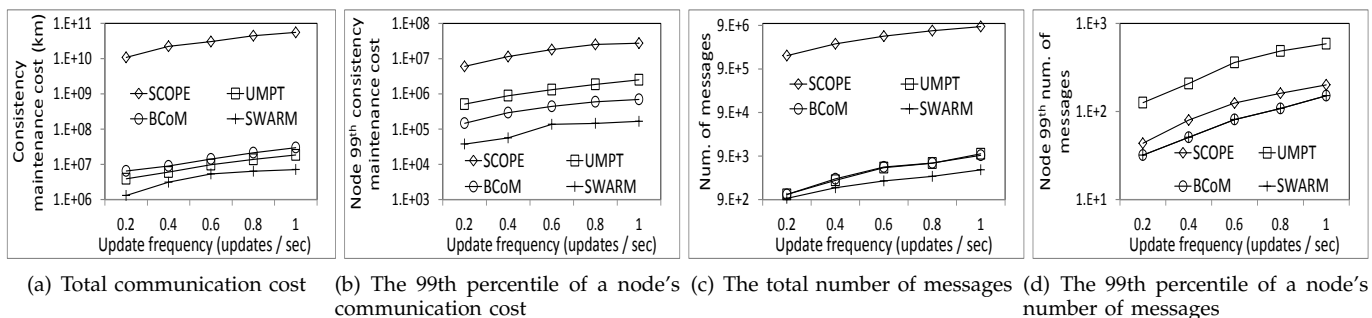 Consistency
maintenance cost (km)
1.E+11
1.E+10
1.E+09
1.E+08
1.E+07
1.E+06
SCOPE
UMPT
BCoM
SWARM
0.2 0.4 0.6 0.8 1
Update frequency (updates / sec)
(a) Total communication cost
Node 99th consistency
maintenance cost
1.E+08
1.E+07
1.E+06
1.E+05
1.E+04
1.E+03
SCOPE
UMPT
BCoM
SWARM
0.2 0.4 0.6 0.8 1
Update frequency (updates / sec)
(b) The 99th percentile of a node's
communication cost
Num. of messages
9.E+6
9.E+5
9.E+4
9.E+3
9.E+2
SCOPE
UMPT
BCoM
SWARM
0.2 0.4 0.6 0.8 1
Update frequency (updates / sec)
(c) The total number of messages
Node 99th num. of
messages
1.E+3
1.E+2
1.E+1
SCOPE
UMPT
BCoM
SWARM
0.2 0.4 0.6 0.8 1
Update frequency (updates / sec)
(d) The 99th percentile of a node's
number of messages